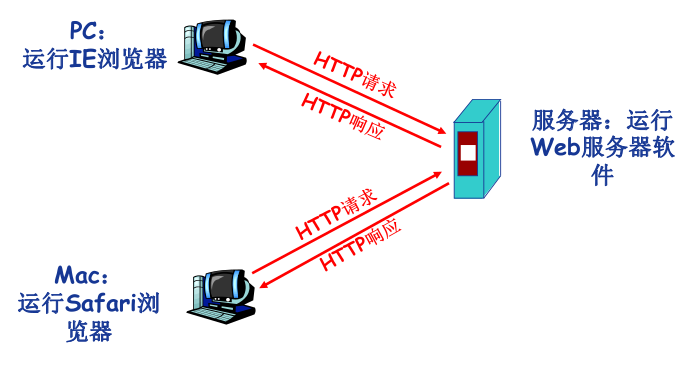 PC：
运行IE浏览器
HTTP请求
HTTP响应
服务器：运行
Web服务器软
件
HTTP请求
HTTP响应
Mac：
运行Safari浏
览器